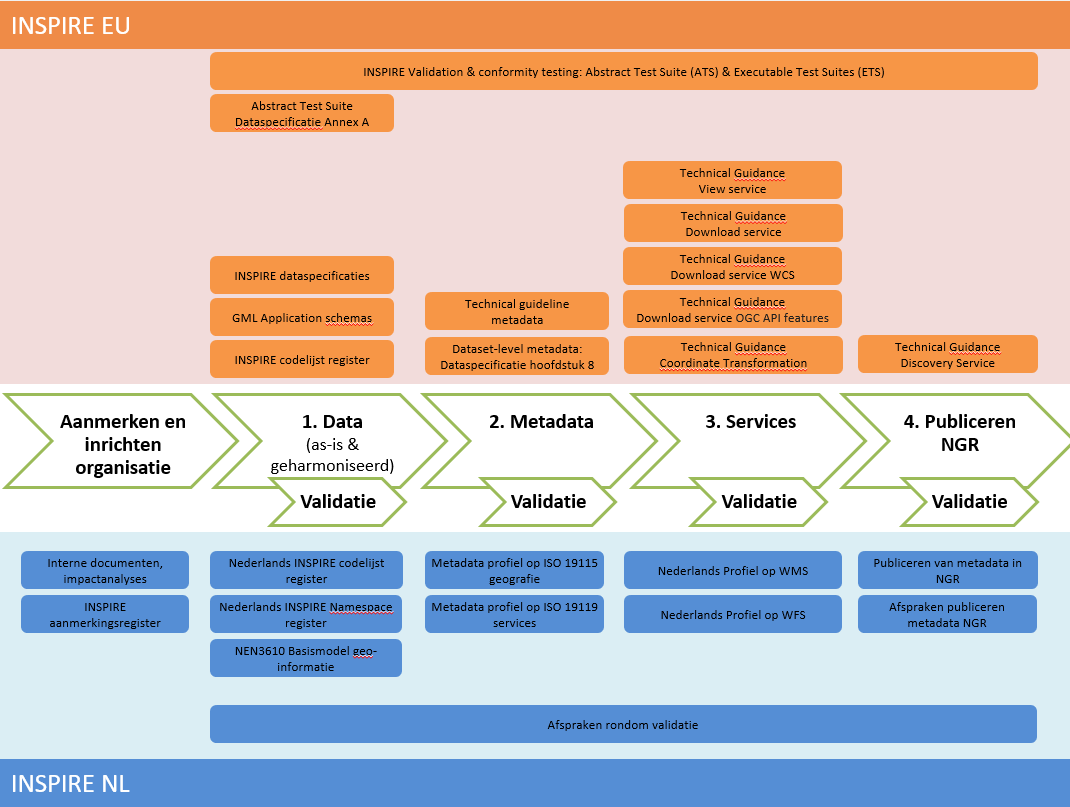 INSPIRE EU
INSPIRE Validation & conformity testing: Abstract Test Suite (ATS) & Executable Test Suites (ETS)
Abstract Test Suite
Dataspecificatie Annex A
INSPIRE dataspecificaties
GML Application schemas
INSPIRE codelijst register
Technical guideline
metadata
Dataset-level metadata:
Dataspecificatie hoofdstuk 8
Technical Guidance
View service
Technical Guidance
Download service
Technical Guidance
Download service WCS
Technical Guidance
Download service OGC API features
Technical Guidance
Coordinate Transformation
Technical Guidance
Discovery Service
Aanmerken en
inrichten
organisatie
1. Data
(as-is &
geharmoniseerd)
Validatie
2. Metadata
Validatie
3. Services
Validatie
4. Publiceren
NGR
Validatie
Interne documenten,
impactanalyses
INSPIRE
aanmerkingsregister
Nederlands INSPIRE codelijst
register
Nederlands INSPIRE Namespace
register
NEN3610 Basismodel geo-
informatie
Metadata profiel op ISO 19115
geografie
Metadata profiel op ISO 19119
services
Nederlands Profiel op WMS
Nederlands Profiel op WFS
Publiceren van metadata in
NGR
Afspraken publiceren
metadata NGR
Afspraken rondom validatie
INSPIRE NL